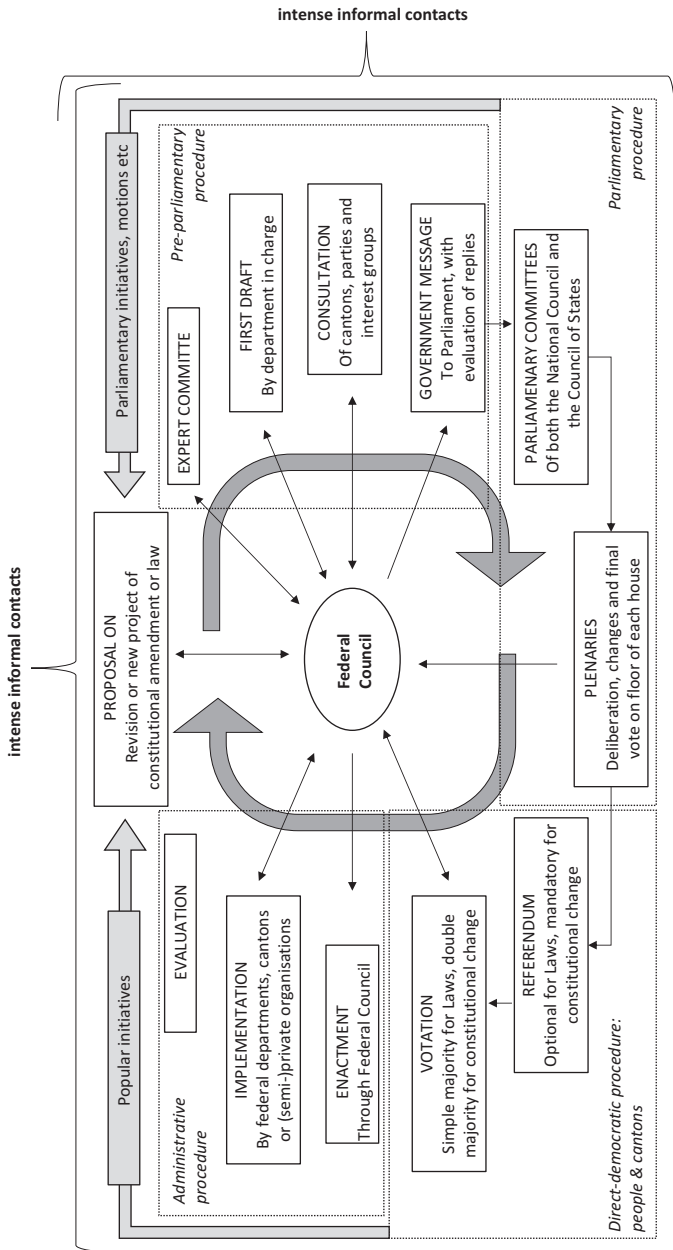 intense informal contacts
intense informal contacts
Popular initiatives
Parliamentary initiatives, motions etc
PROPOSAL ON
Revision or new project of
constitutional amendment or law
Administrative
procedure
EVALUATION
IMPLEMENTATION
By federal departments, cantons
or (semi-)private organisations
ENACTMENT
Through Federal Council
Federal
Council
Pre-parliamentary
procedure
EXPERT COMMITTE
FIRST DRAFT
By department in charge
CONSULTATION
Of cantons, parties and
interest groups
GOVERNMENT MESSAGE
To Parliament, with
evaluation of replies
VOTATION
Simple majority for Laws, double
majority for constitutional change
REFERENDUM
Optional for Laws, mandatory for
constitutional change
Direct-democratic procedure:
people & cantons
PLENARIES
Deliberation, changes and final
vote on floor of each house
PARLIAMENARY COMMITTEES
Of both the National Council and
the Council of States
Parliamentary
procedure